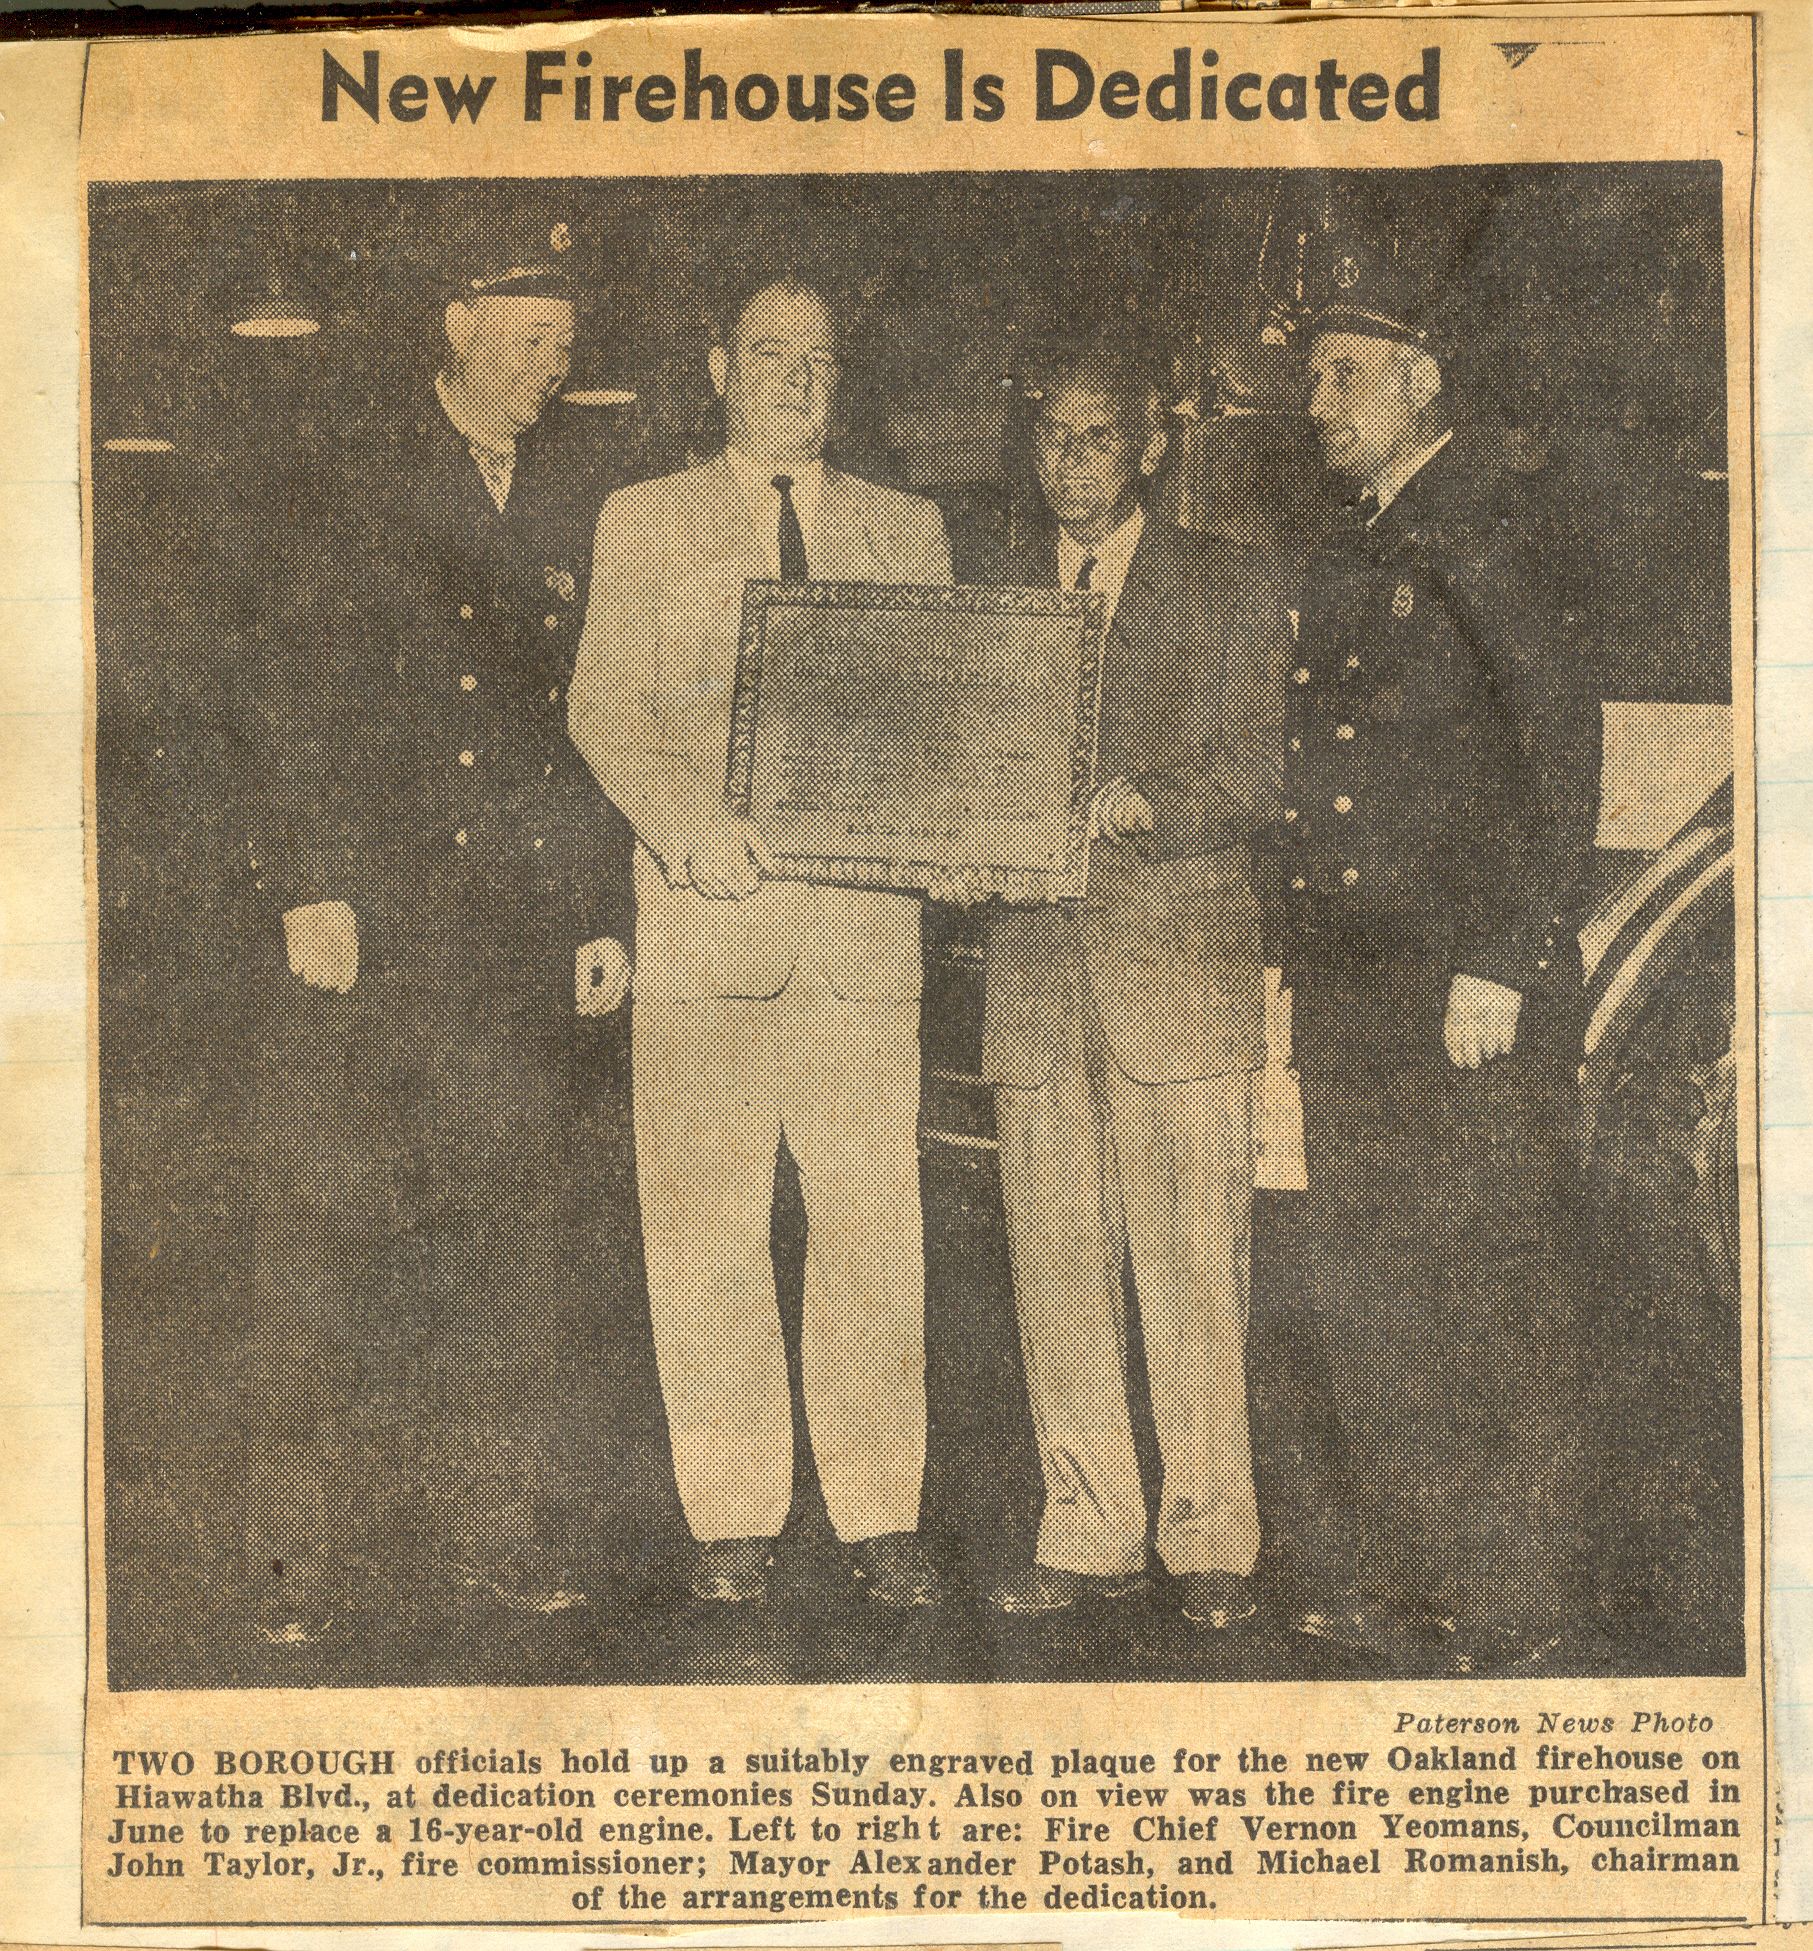 New Firehouse Is Dedicated
Paterson News Photo
TWO BOROUGH officials hold up a suitably engraved plaque for the new Oakland firehouse on
Hiawatha Blvd., at dedication ceremonies Sunday. Also on view was the fire engine purchased in
June to replace a 16-year-old engine. Left to right are: Fire Chief Vernon Yeomans, Councilman
John Taylor, Jr., fire commissioner; Mayor Alexander Potash, and Michael Romanish, chairman
of the arrangements for the dedication.